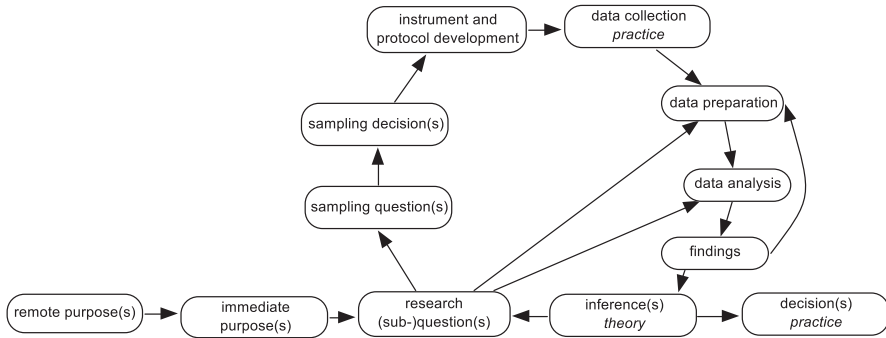 instrument and
protocol development
data collection
practice
data preparation
sampling decision(s)
data analysis
sampling question(s)
findings
remote purpose(s)
immediate
purpose(s)
research
(sub-)question(s)
inference(s)
theory
decision(s)
practice